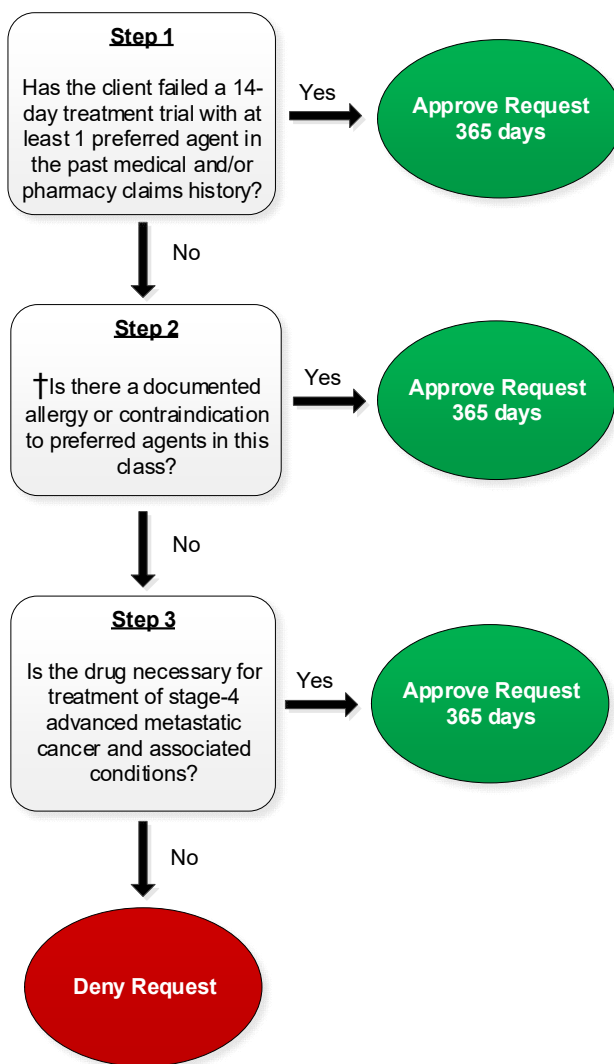 Step 1
Has the client failed a 14-
day treatment trial with at
least 1 preferred agent in
the past medical and/or
pharmacy claims history?
Yes
Approve Request
365 days
No
Step 2
†Is there a documented
allergy or contraindication
to preferred agents in this
class?
Yes
Approve Request
365 days
No
Step 3
Is the drug necessary for
treatment of stage-4
advanced metastatic
cancer and associated
conditions?
Yes
Approve Request
365 days
No
Deny Request